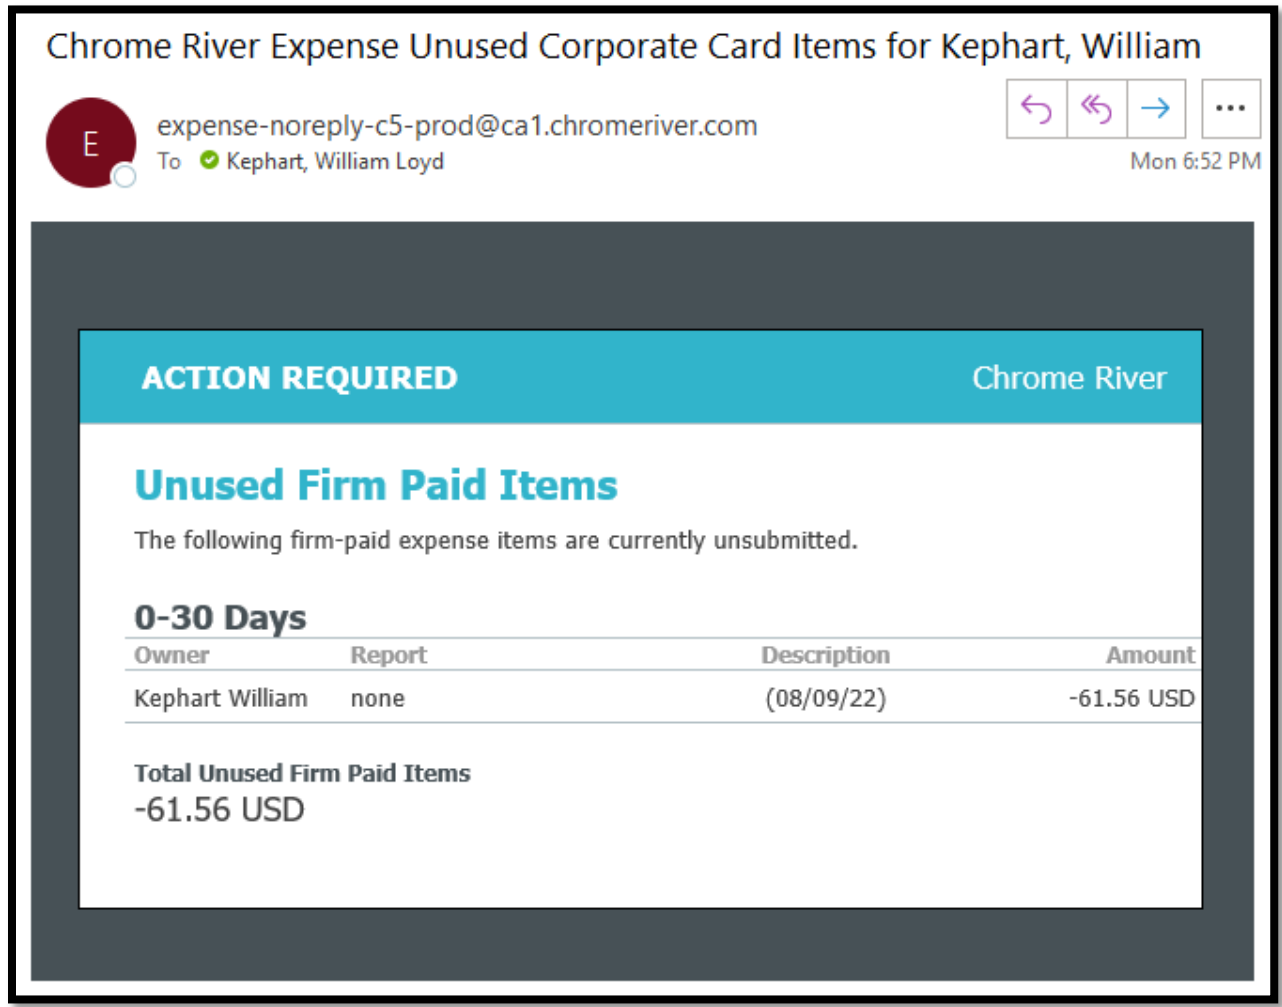 Chrome River Expense Unused Corporate Card Items for Kephart, William
E
expense-noreply-c5-prod@ca1.chromeriver.com
To Kephart, William Loyd
Mon 6:52 PM
ACTION REQUIRED Chrome River
Unused Firm Paid Items
The following firm-paid expense items are currently unsubmitted.
0-30 Days
Owner Report Description Amount
Kephart William none (08/09/22) -61.56 USD
Total Unused Firm Paid Items
-61.56 USD